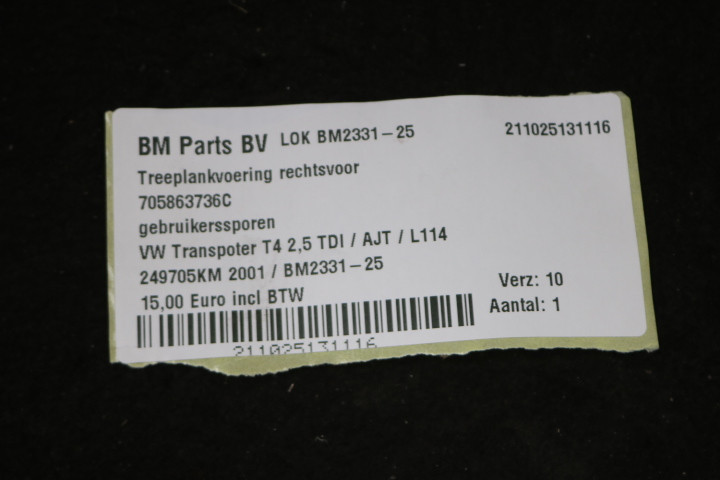 BM Parts BV LOK BM2331-25 211025131116
Treeplankvoering rechtsvoor
705863736C
gebruikerssporen
VW Transpoter T4 2,5 TDI / AJT / L114
249705KM 2001 / BM2331-25
15,00 Euro incl BTW
Verz: 10
Aantal: 1
211025131116